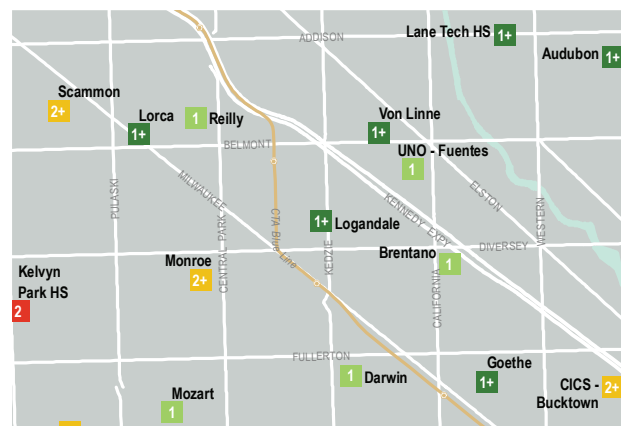 ADDISON
Lane Tech HS
1+
Audubon
1+
Scammon
2+
Lorca
1+
1
Reilly
Von Linne
1+
BELMONT
UNO - Fuentes
1
MILWAUKEE
PULASKI
CENTRAL PARK
CTA Blue Line
KEDZIE
KENNEDY EXPY
ELSTON
WESTERN
CALIFORNIA
DIVERSEY
1+
Logandale
Brentano
1
Monroe
2+
Kelvyn
Park HS
2
FULLERTON
1
Darwin
Goethe
1+
CICS -
Bucktown
2+
Mozart
1